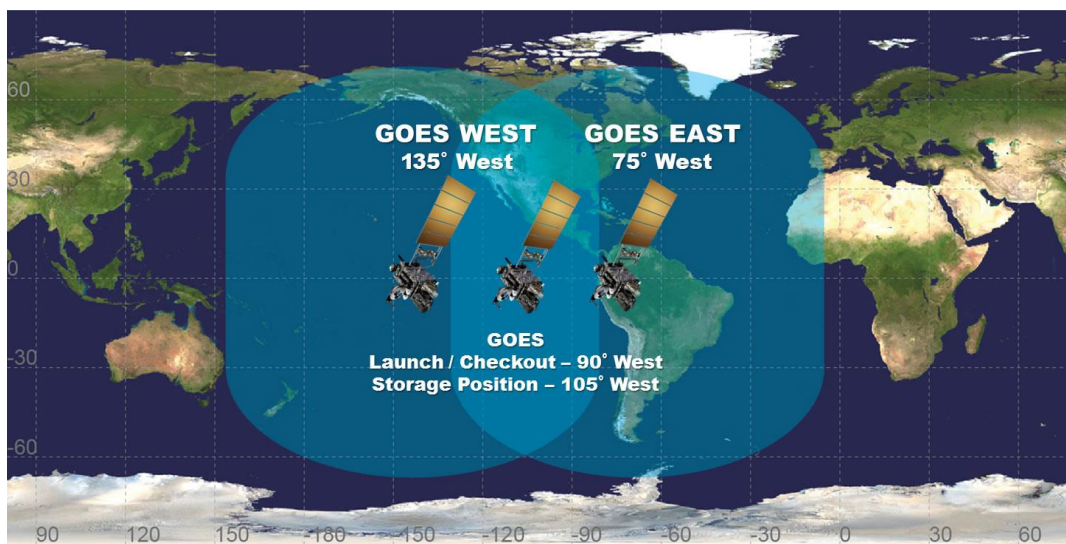 60
30
0
-30
-60
GOES WEST
135° West
GOES EAST
75° West
GOES
Launch / Checkout – 90° West
Storage Position – 105° West
90 120 150 -180 -150 -120 -90 -60 -30 0 30 60